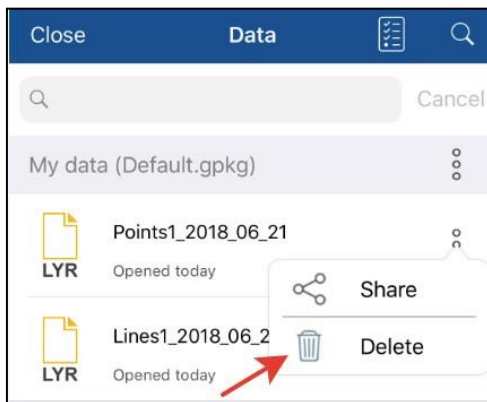 Close Data
Cancel
My data (Default.gpkg)
LYR Points1_2018_06_21
Opened today
Share
LYR Lines1_2018_06_2
Opened today
Delete